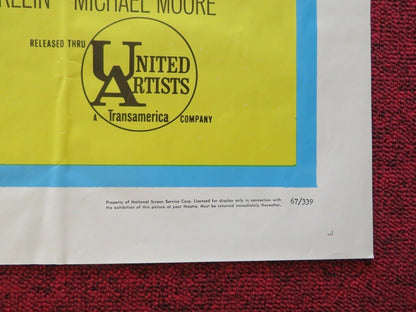 MICHAEL MOORE
RELEASED THRU
UNITED
ARTISTS
A Transamerica COMPANY
Property of National Screen Service Corp. Licensed for display only in connection with
the exhibition of this picture at your theatre. Must be returned immediately thereafter.
67/339